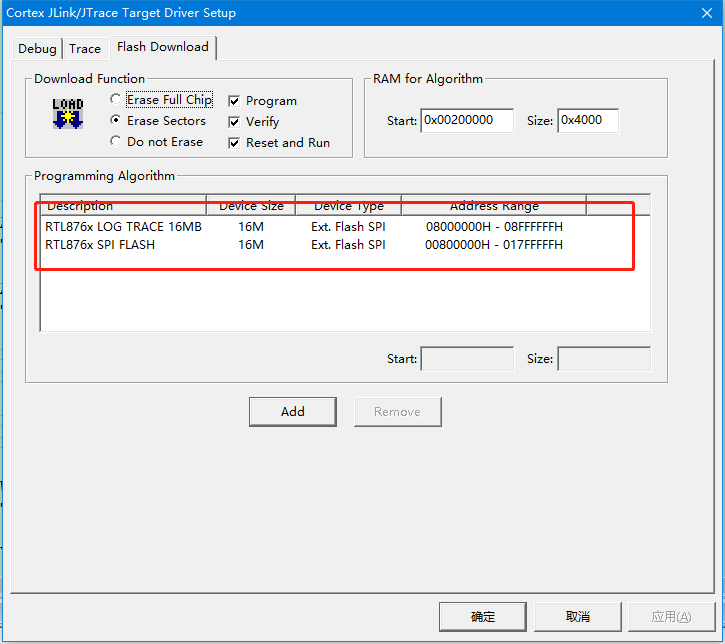 Cortex JLink/JTrace Target Driver Setup
Debug Trace Flash Download
Download Function
LOAD
Erase Full Chip
Erase Sectors
Do not Erase
Program
Verify
Reset and Run
RAM for Algorithm
Start: 0x00200000 Size: 0x4000
Programming Algorithm
Description Device Size Device Type Address Range
RTL876x LOG TRACE 16MB 16M Ext. Flash SPI 08000000H - 08FFFFFFH
RTL876x SPI FLASH 16M Ext. Flash SPI 00800000H - 017FFFFFH
Start: Size:
Add Remove
确定 取消 应用(A)